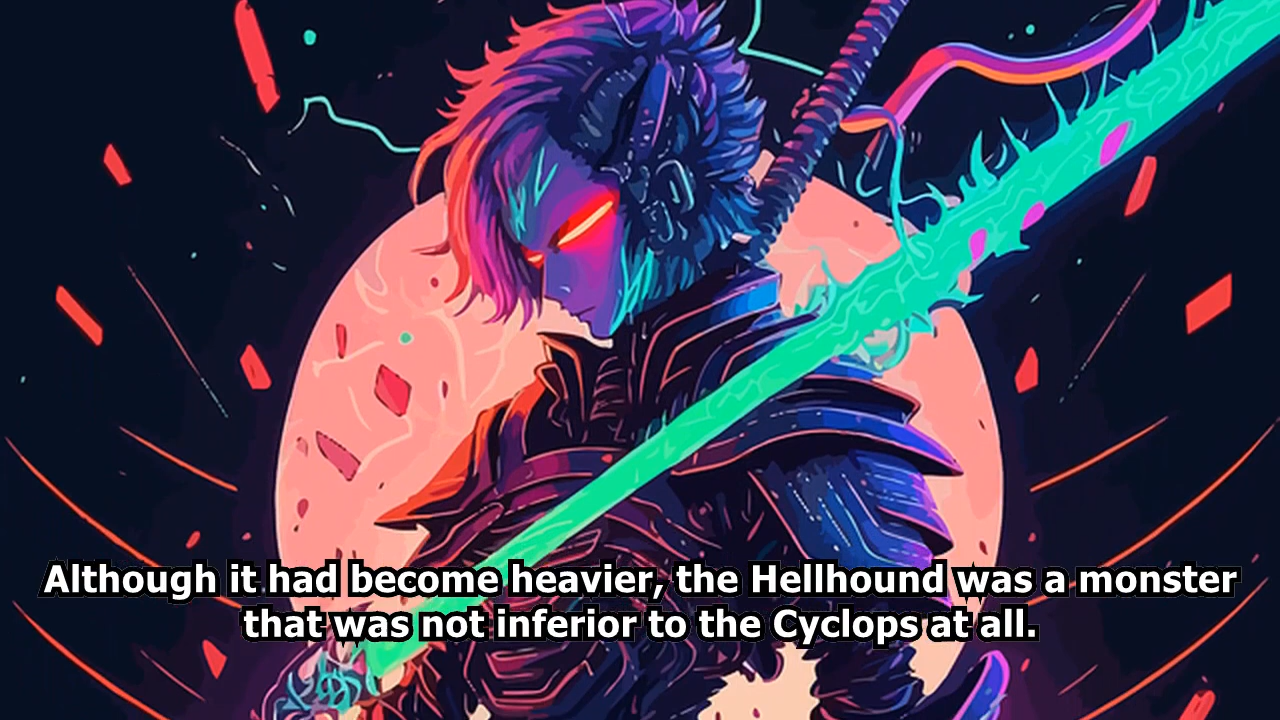 Although it had become heavier, the Hellhound was a monster
that was not inferior to the Cyclops at all.